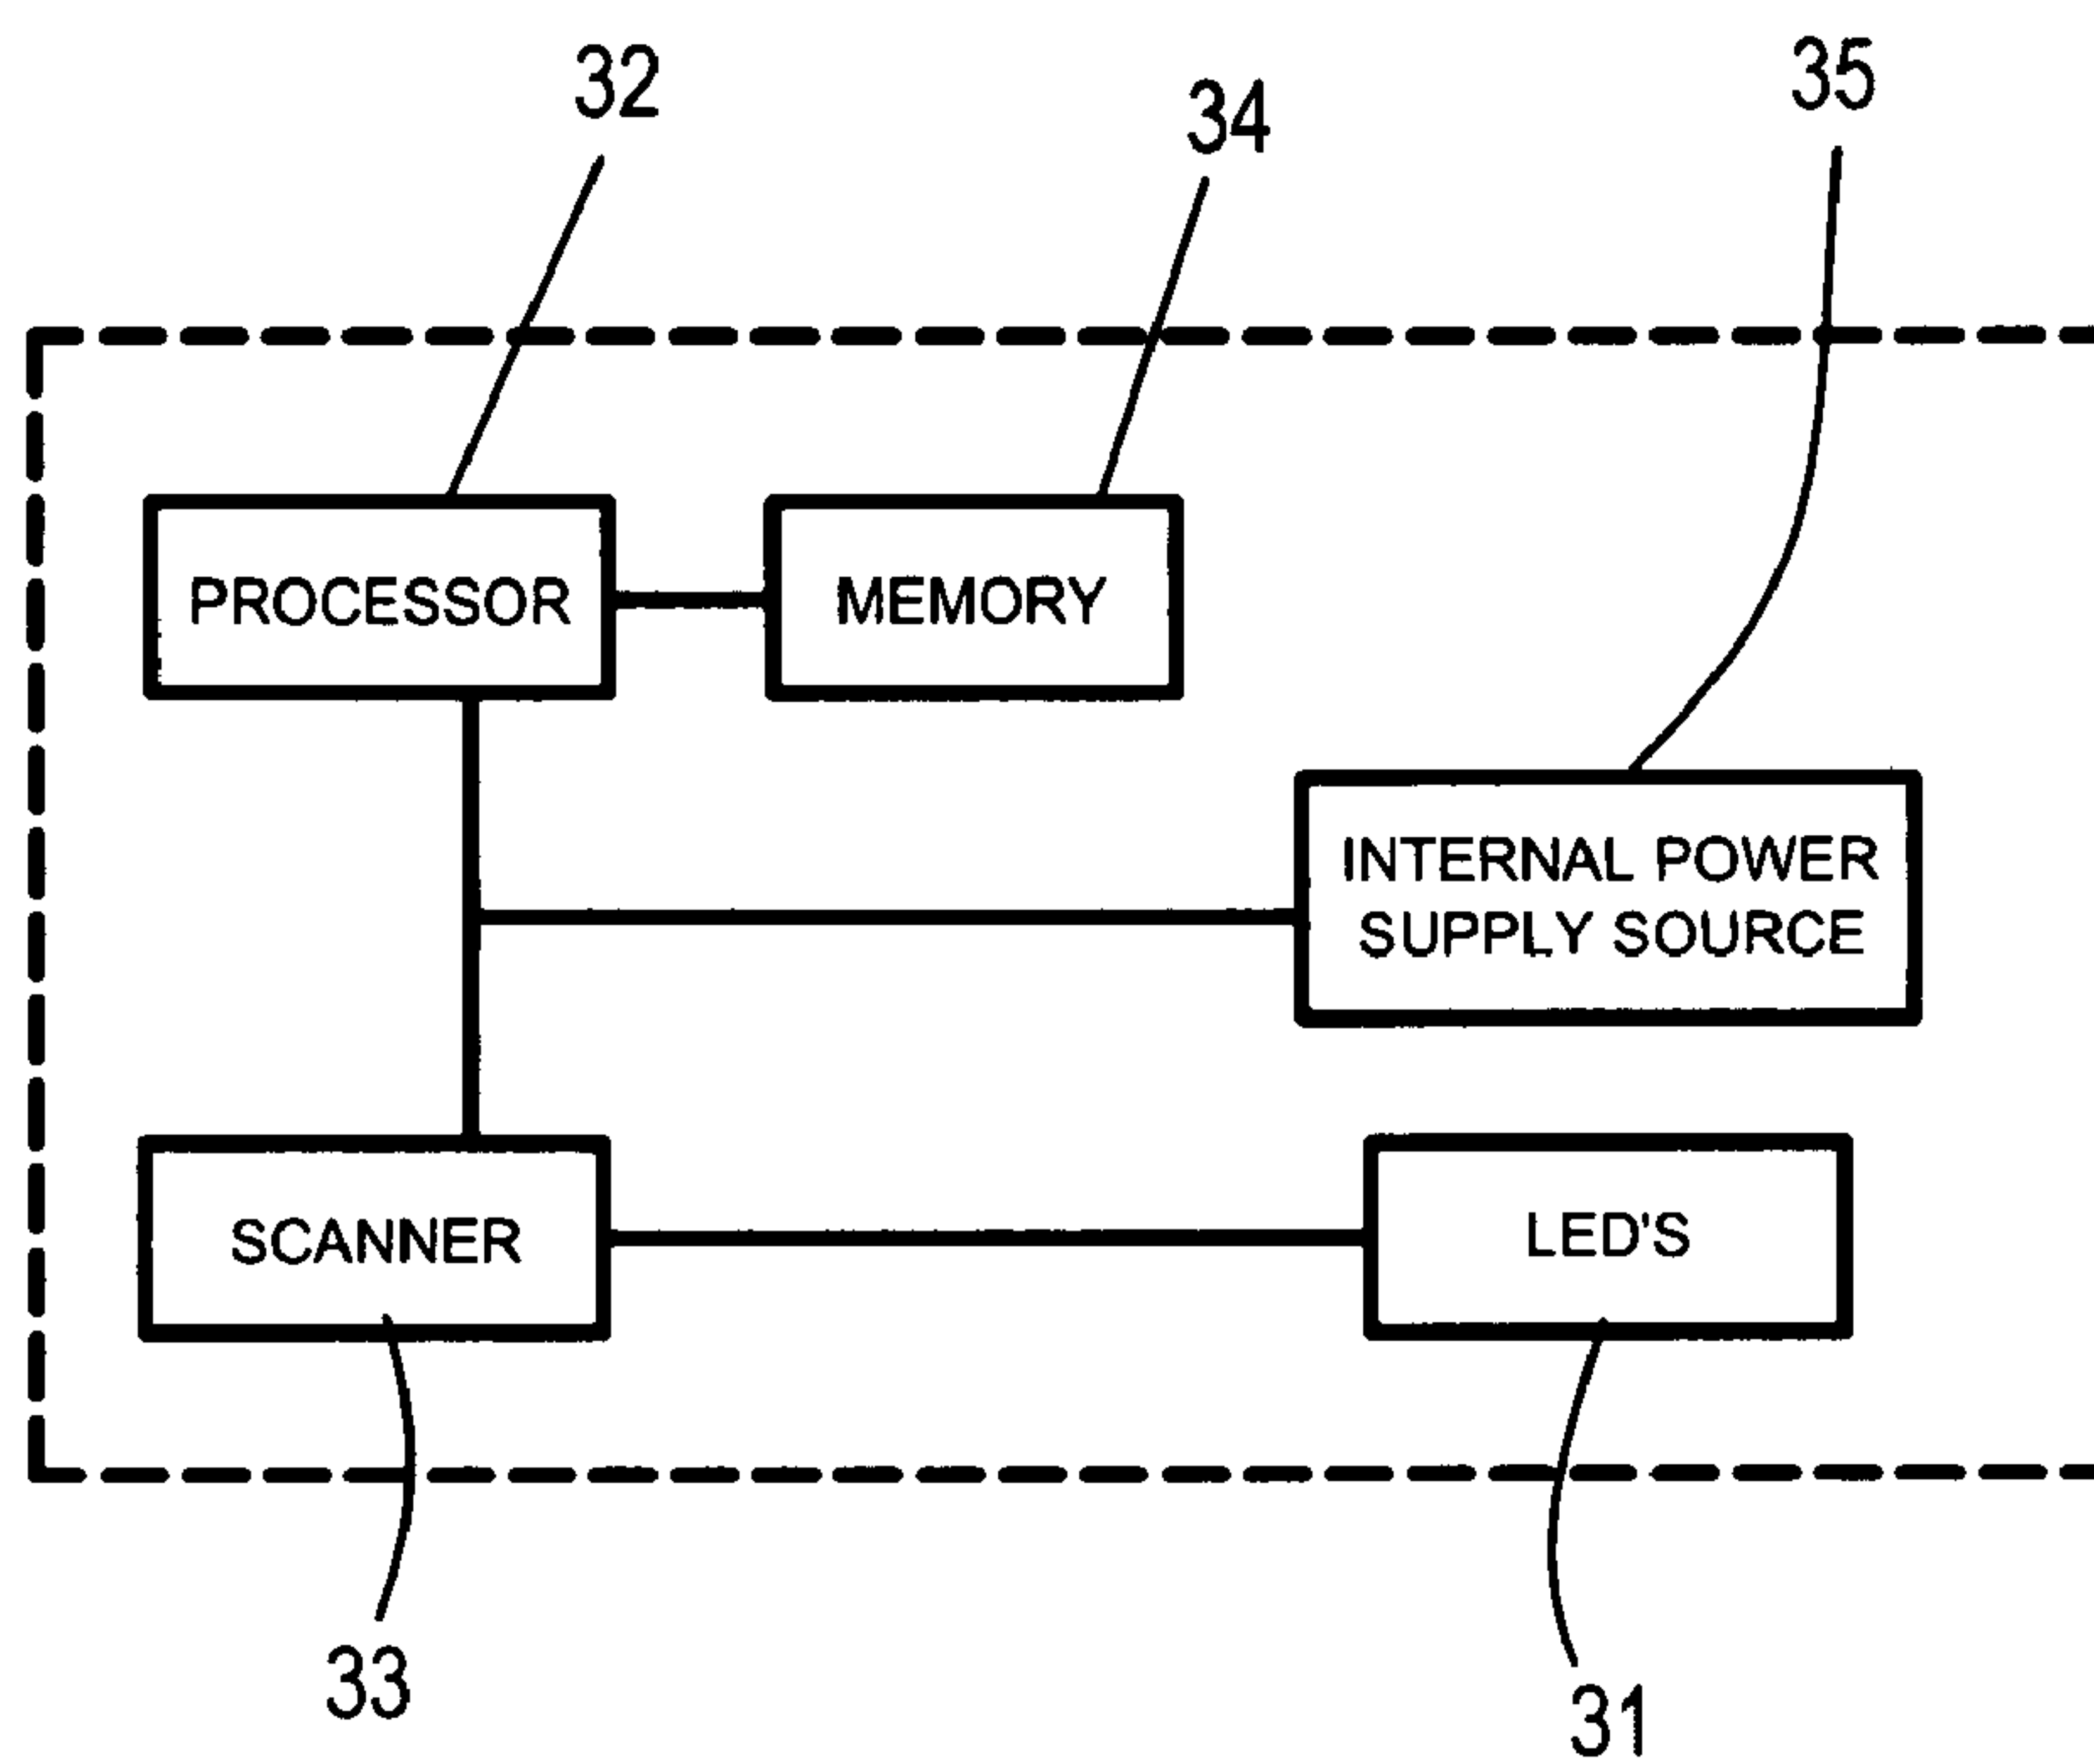 32
34
35
PROCESSOR
MEMORY
INTERNAL POWER
SUPPLY SOURCE
SCANNER
LED'S
33
31